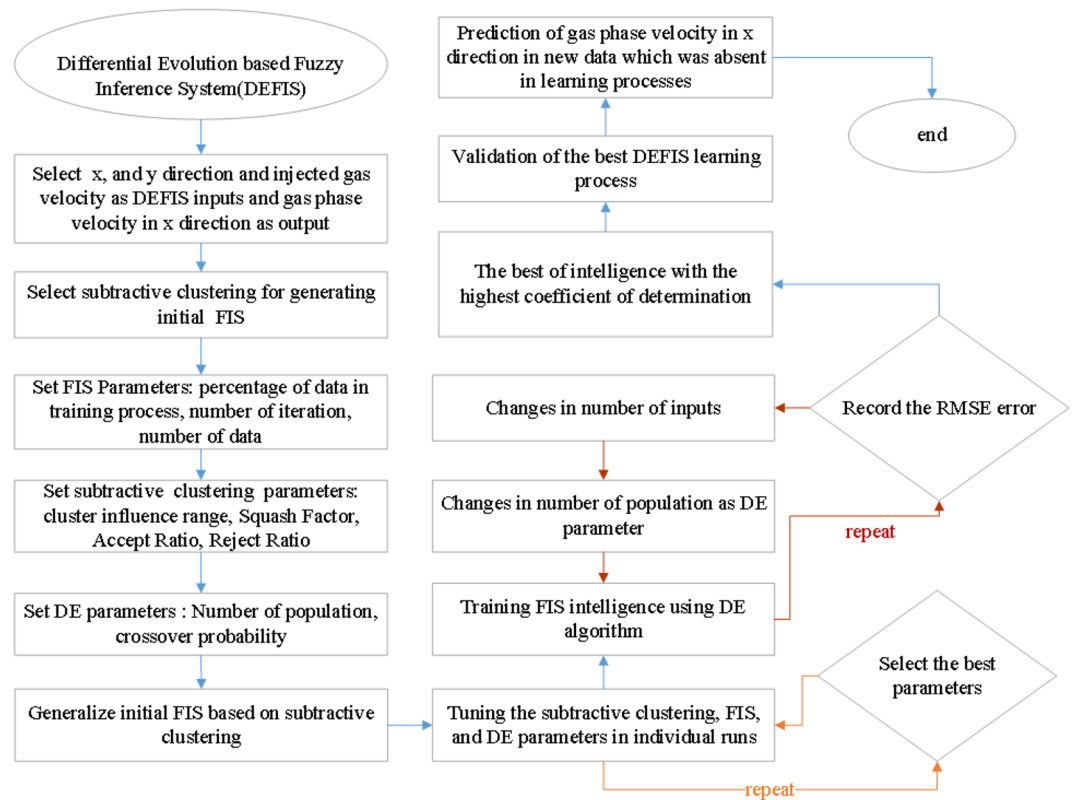 Differential Evolution based Fuzzy
Inference System(DEFIS)
Select x, and y direction and injected gas
velocity as DEFIS inputs and gas phase
velocity in x direction as output
Select subtractive clustering for generating
initial FIS
Set FIS Parameters: percentage of data in
training process, number of iteration,
number of data
Set subtractive clustering parameters:
cluster influence range, Squash Factor,
Accept Ratio, Reject Ratio
Set DE parameters : Number of population,
crossover probability
Generalize initial FIS based on subtractive
clustering
Tuning the subtractive clustering, FIS,
and DE parameters in individual runs
repeat
Select the best
parameters
Training FIS intelligence using DE
algorithm
repeat
Record the RMSE error
Changes in number of inputs
Changes in number of population as DE
parameter
The best of intelligence with the
highest coefficient of determination
Validation of the best DEFIS learning
process
Prediction of gas phase velocity in x
direction in new data which was absent
in learning processes
end